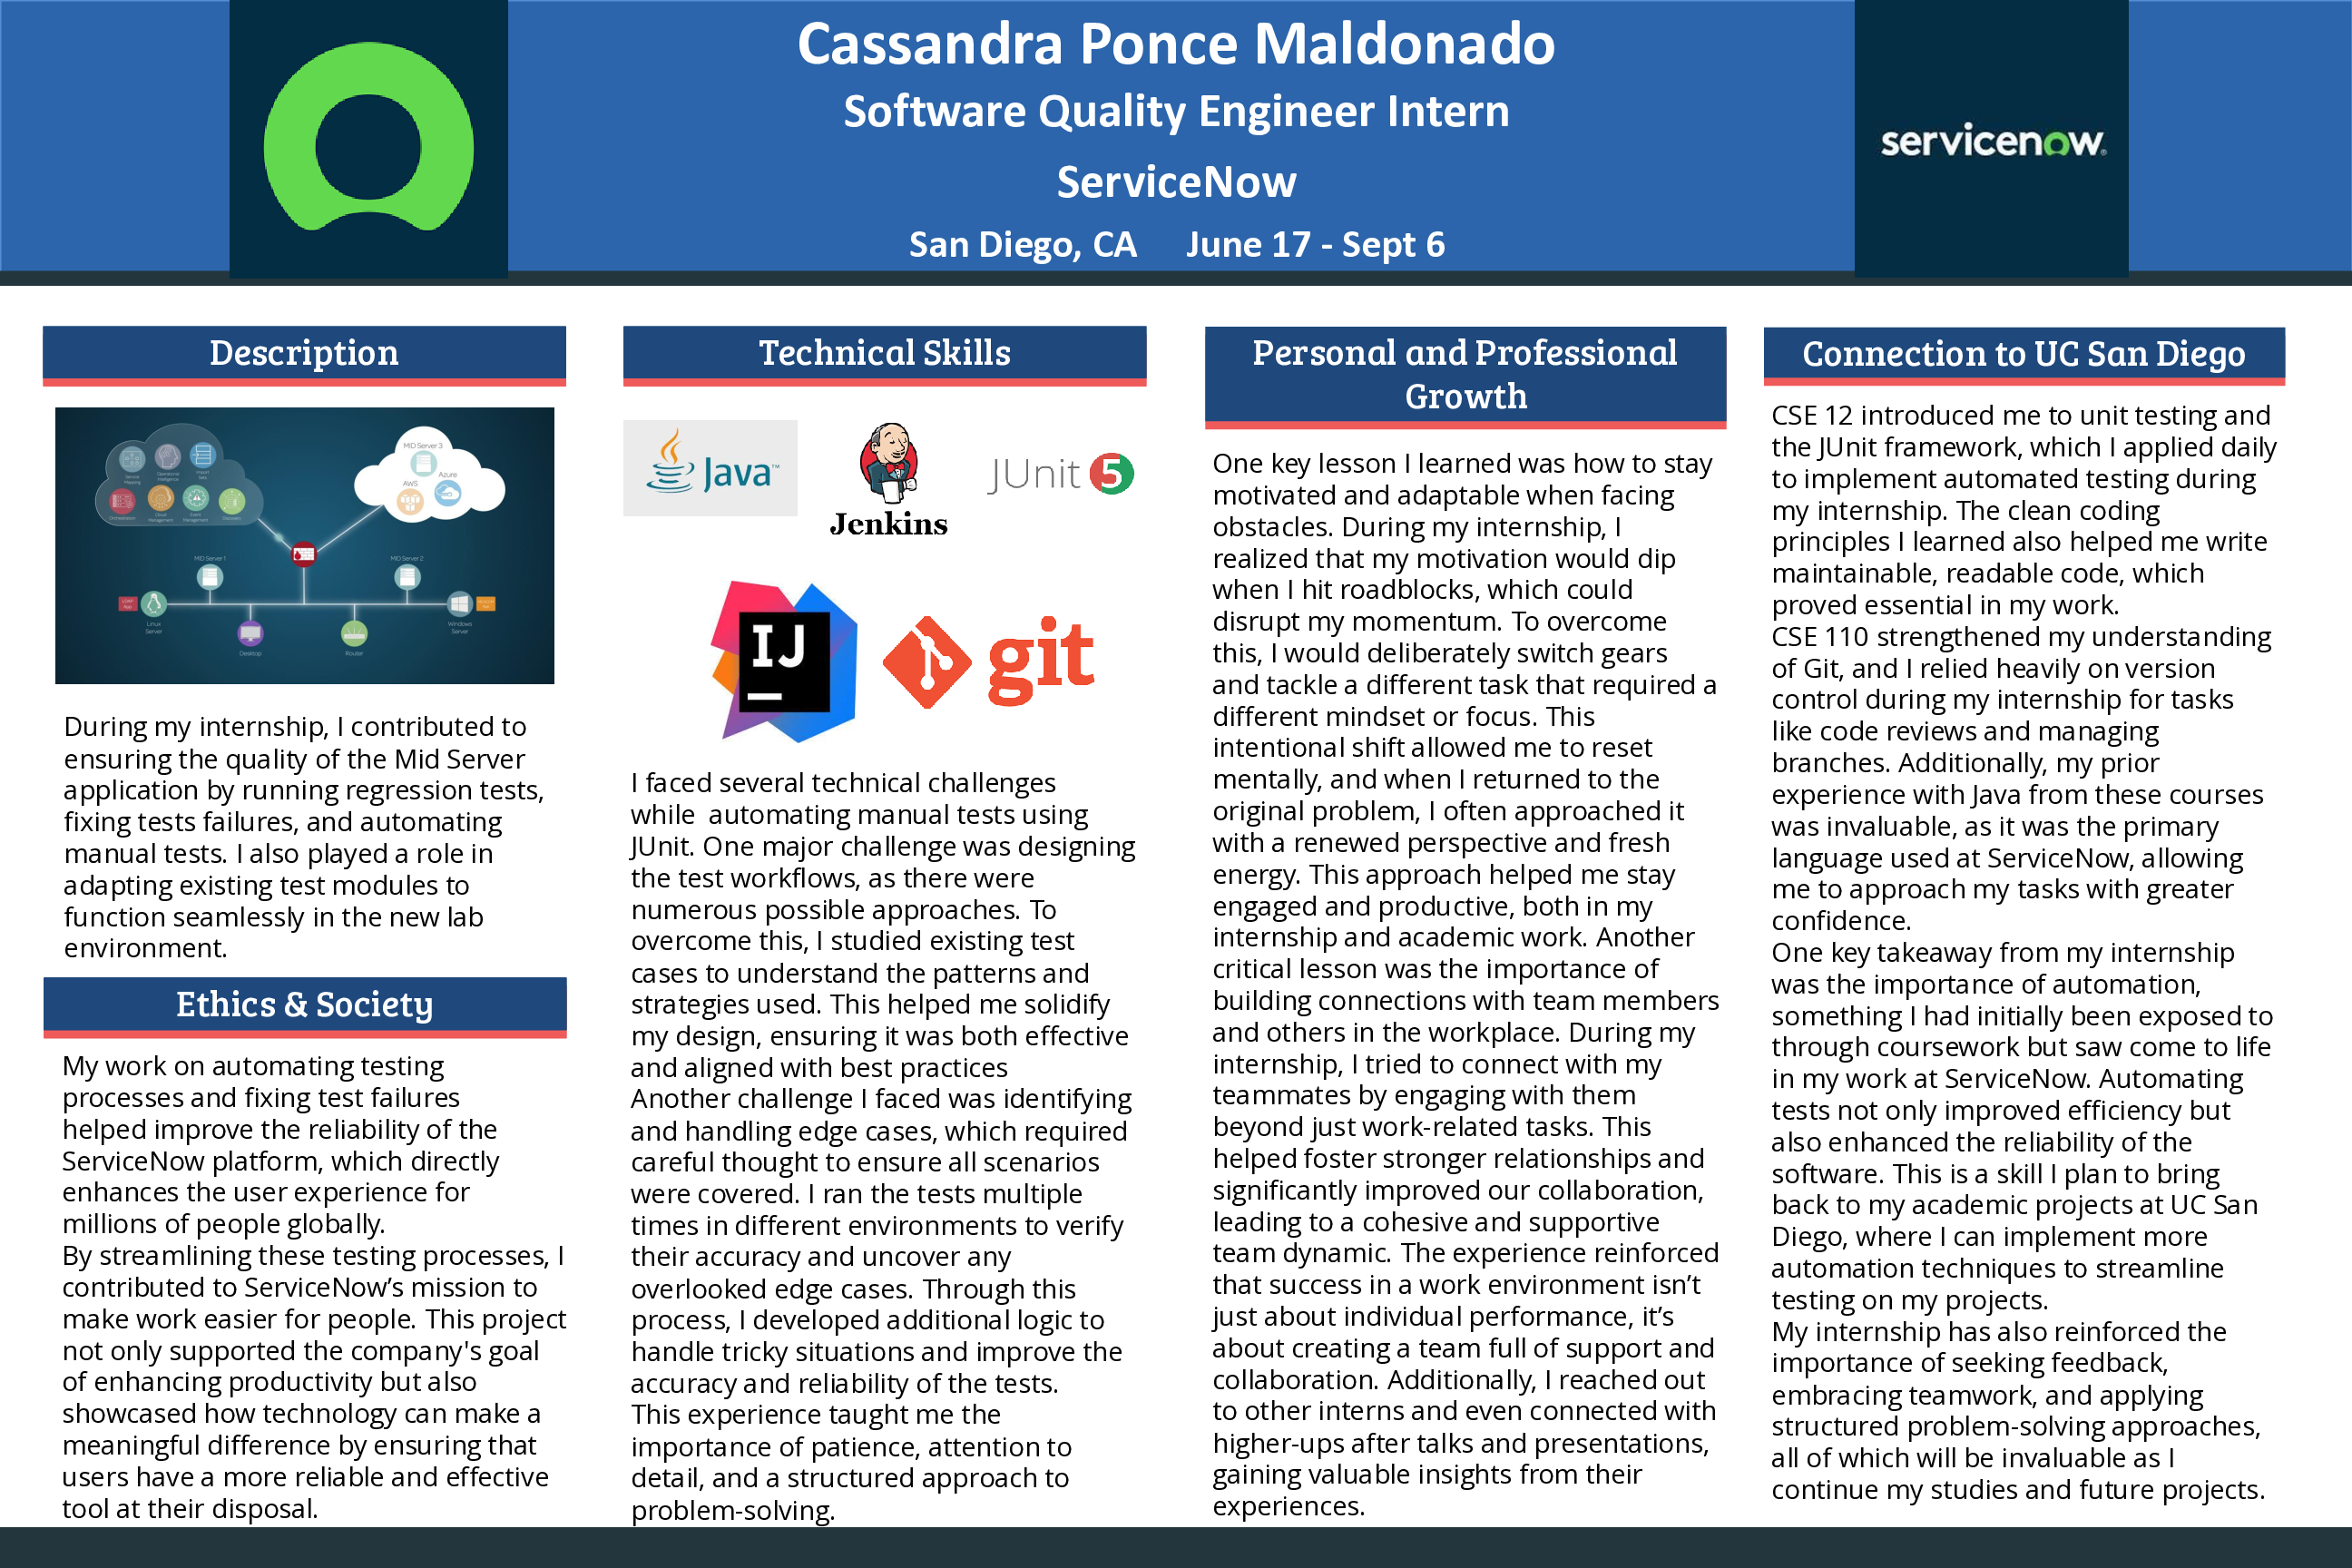 Cassandra Ponce Maldonado
Software Quality Engineer Intern
ServiceNow
San Diego, CA June 17 - Sept 6
servicenow
Description
MID Server 3
Azure
AWS
Service Mapping
Operational Intelligence
Orchestration
Cloud Management
Event Management
Discovery
MID Server 1
MID Server 2
Linux Server
Windows Server
Desktop
Router
During my internship, I contributed to
ensuring the quality of the Mid Server
application by running regression tests,
fixing tests failures, and automating
manual tests. I also played a role in
adapting existing test modules to
function seamlessly in the new lab
environment.
Ethics & Society
My work on automating testing
processes and fixing test failures
helped improve the reliability of the
ServiceNow platform, which directly
enhances the user experience for
millions of people globally.
By streamlining these testing processes, I
contributed to ServiceNow’s mission to
make work easier for people. This project
not only supported the company's goal
of enhancing productivity but also
showcased how technology can make a
meaningful difference by ensuring that
users have a more reliable and effective
tool at their disposal.
Technical Skills
Java™
Jenkins
JUnit 5
IJ
git
I faced several technical challenges
while automating manual tests using
JUnit. One major challenge was designing
the test workflows, as there were
numerous possible approaches. To
overcome this, I studied existing test
cases to understand the patterns and
strategies used. This helped me solidify
my design, ensuring it was both effective
and aligned with best practices
Another challenge I faced was identifying
and handling edge cases, which required
careful thought to ensure all scenarios
were covered. I ran the tests multiple
times in different environments to verify
their accuracy and uncover any
overlooked edge cases. Through this
process, I developed additional logic to
handle tricky situations and improve the
accuracy and reliability of the tests.
This experience taught me the
importance of patience, attention to
detail, and a structured approach to
problem-solving.
Personal and Professional
Growth
One key lesson I learned was how to stay
motivated and adaptable when facing
obstacles. During my internship, I
realized that my motivation would dip
when I hit roadblocks, which could
disrupt my momentum. To overcome
this, I would deliberately switch gears
and tackle a different task that required a
different mindset or focus. This
intentional shift allowed me to reset
mentally, and when I returned to the
original problem, I often approached it
with a renewed perspective and fresh
energy. This approach helped me stay
engaged and productive, both in my
internship and academic work. Another
critical lesson was the importance of
building connections with team members
and others in the workplace. During my
internship, I tried to connect with my
teammates by engaging with them
beyond just work-related tasks. This
helped foster stronger relationships and
significantly improved our collaboration,
leading to a cohesive and supportive
team dynamic. The experience reinforced
that success in a work environment isn’t
just about individual performance, it’s
about creating a team full of support and
collaboration. Additionally, I reached out
to other interns and even connected with
higher-ups after talks and presentations,
gaining valuable insights from their
experiences.
Connection to UC San Diego
CSE 12 introduced me to unit testing and
the JUnit framework, which I applied daily
to implement automated testing during
my internship. The clean coding
principles I learned also helped me write
maintainable, readable code, which
proved essential in my work.
CSE 110 strengthened my understanding
of Git, and I relied heavily on version
control during my internship for tasks
like code reviews and managing
branches. Additionally, my prior
experience with Java from these courses
was invaluable, as it was the primary
language used at ServiceNow, allowing
me to approach my tasks with greater
confidence.
One key takeaway from my internship
was the importance of automation,
something I had initially been exposed to
through coursework but saw come to life
in my work at ServiceNow. Automating
tests not only improved efficiency but
also enhanced the reliability of the
software. This is a skill I plan to bring
back to my academic projects at UC San
Diego, where I can implement more
automation techniques to streamline
testing on my projects.
My internship has also reinforced the
importance of seeking feedback,
embracing teamwork, and applying
structured problem-solving approaches,
all of which will be invaluable as I
continue my studies and future projects.